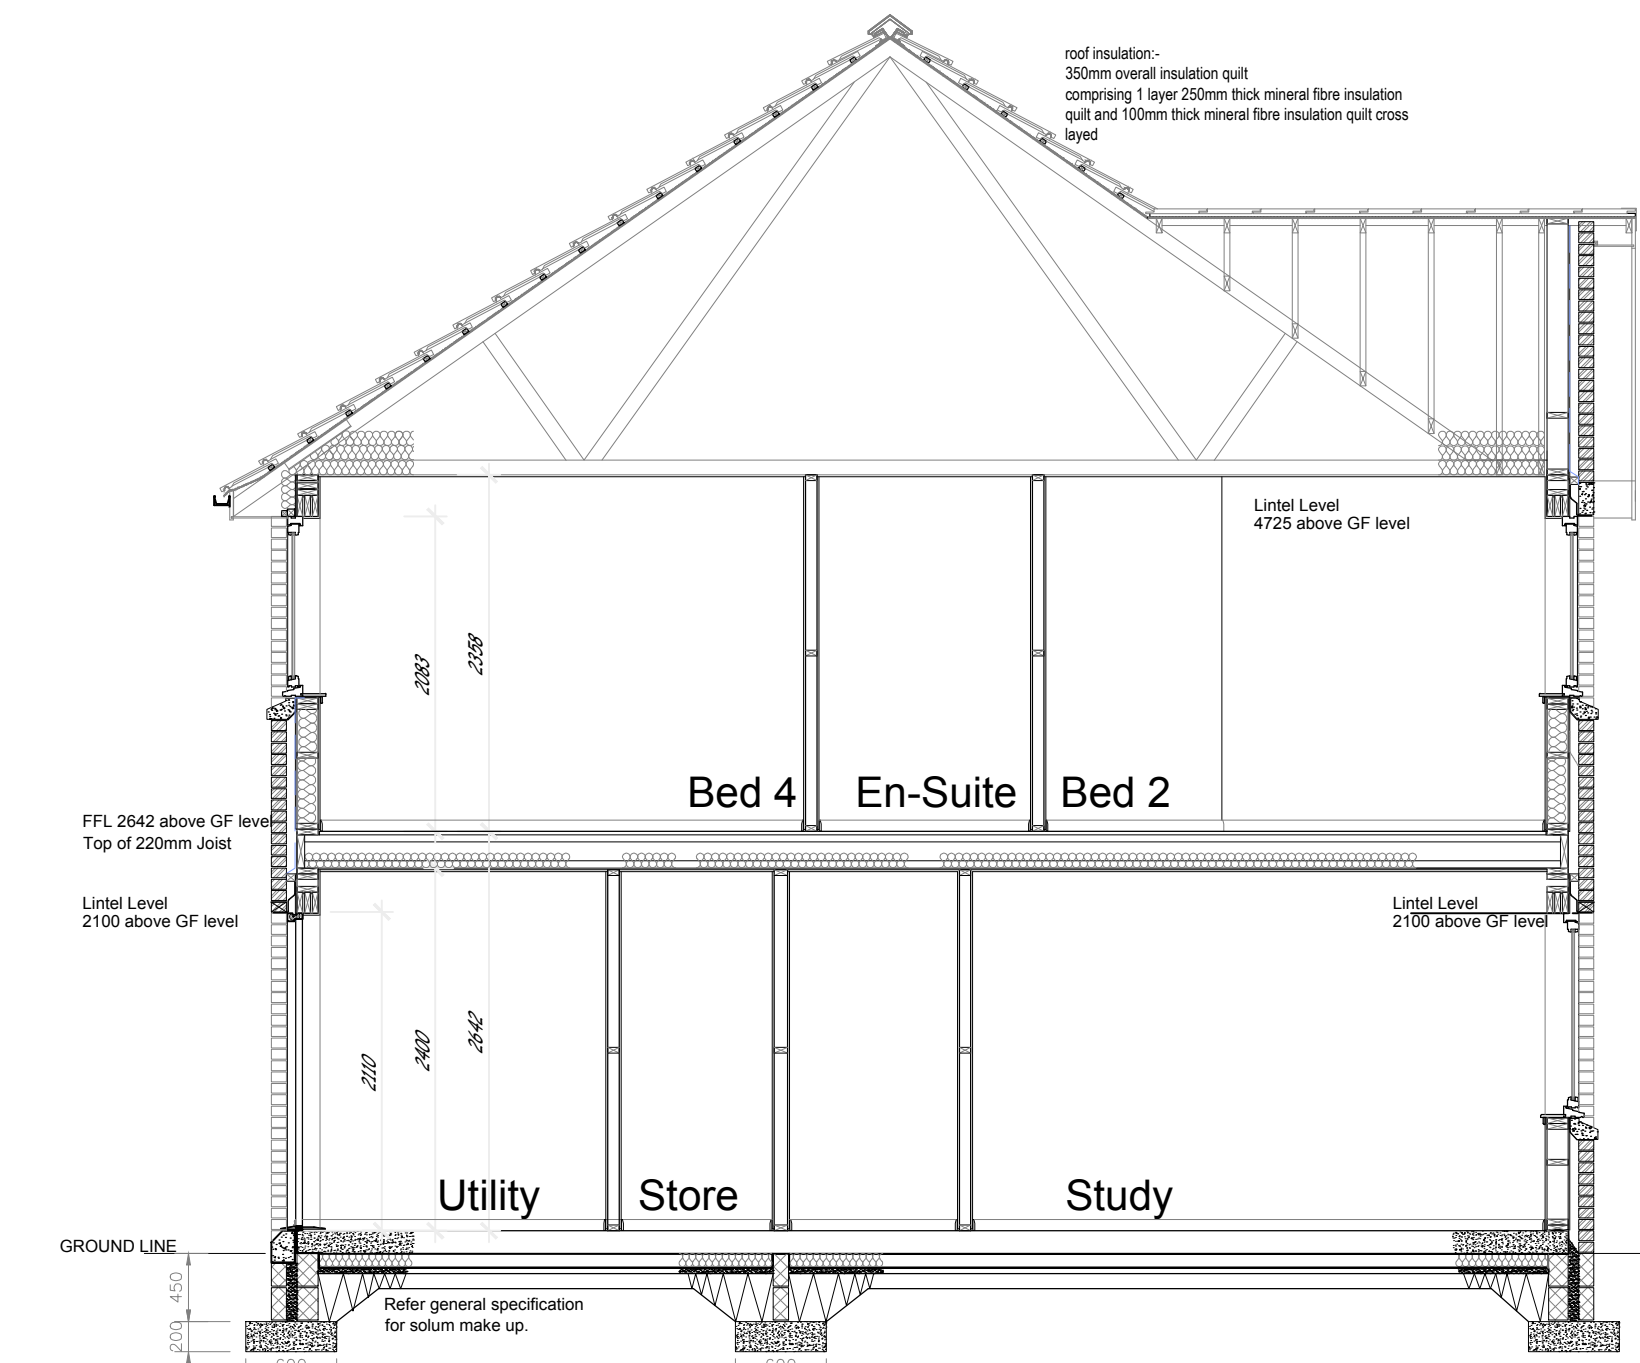 roof insulation:-
350mm overall insulation quilt
comprising 1 layer 250mm thick mineral fibre insulation
quilt and 100mm thick mineral fibre insulation quilt cross
layed
Lintel Level
4725 above GF level
2083
2358
Bed 4
En-Suite
Bed 2
FFL 2642 above GF level
Top of 220mm Joist
Lintel Level
2100 above GF level
Lintel Level
2100 above GF level
2110
2400
2642
Utility
Store
Study
GROUND LINE
450
200
Refer general specification
for solum make up.
600
600